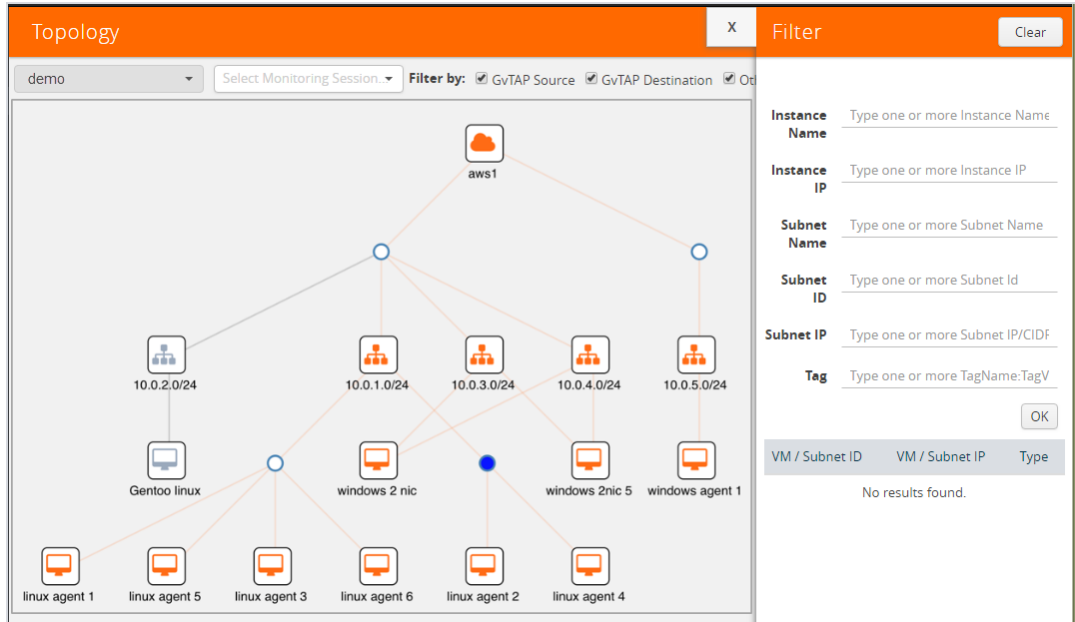 Topology
X
Filter
Clear
demo
Select Monitoring Session..
Filter by: GvTAP Source GvTAP Destination Ot
aws1
10.0.2.0/24
10.0.1.0/24
10.0.3.0/24
10.0.4.0/24
10.0.5.0/24
Gentoo linux
windows 2 nic
windows 2nic 5
windows agent 1
linux agent 1
linux agent 5
linux agent 3
linux agent 6
linux agent 2
linux agent 4
Instance
Name
Type one or more Instance Name
Instance
IP
Type one or more Instance IP
Subnet
Name
Type one or more Subnet Name
Subnet
ID
Type one or more Subnet Id
Subnet IP
Type one or more Subnet IP/CIDF
Tag
Type one or more TagName:TagV
OK
VM / Subnet ID VM / Subnet IP Type
No results found.